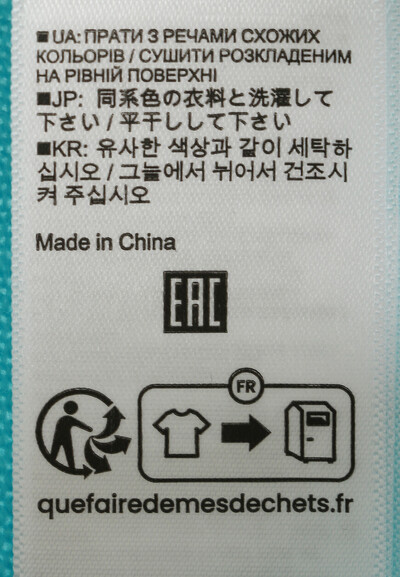 ■ UA: ПРАТИ З РЕЧАМИ СХОЖИХ
КОЛЬОРІВ / СУШИТИ РОЗКЛАДЕНИМ
НА РІВНІЙ ПОВЕРХНІ
■JP: 同系色の衣料と洗濯して
下さい / 平干しして下さい
■KR: 유사한 색상과 같이 세탁하
십시오 / 그늘에서 뉘어서 건조시
켜 주십시오
Made in China
EAC
FR
quefairedemesdechets.fr